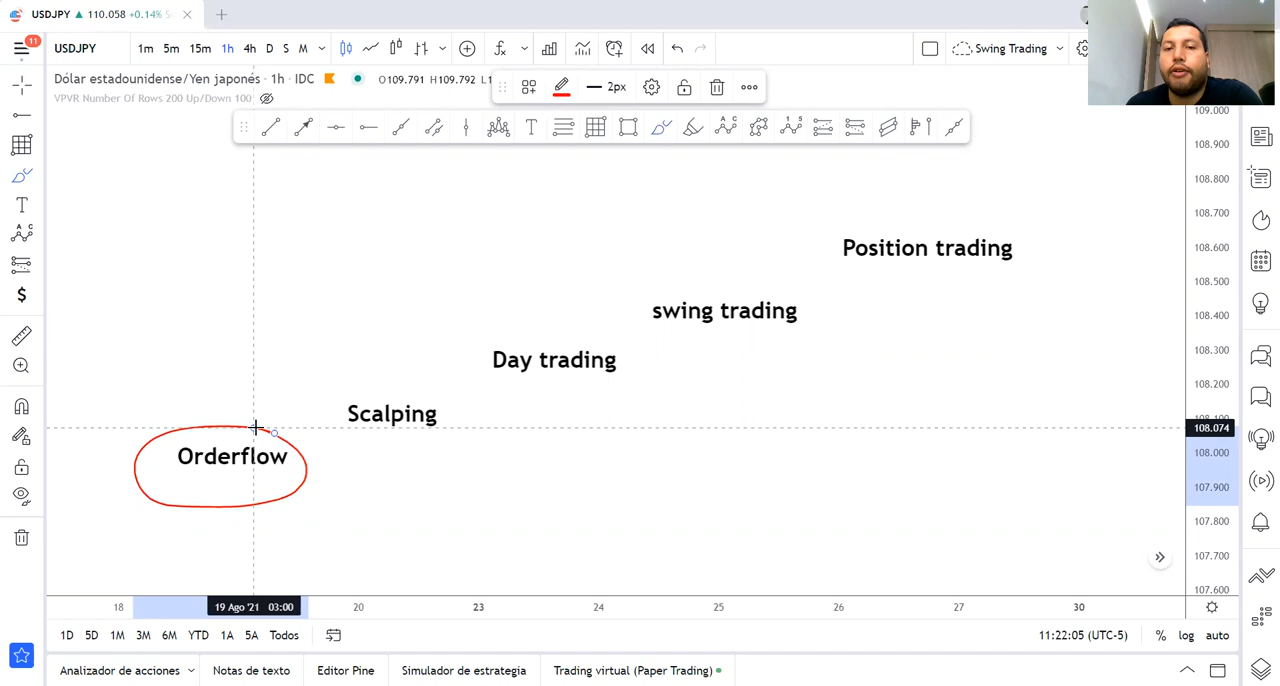 USDJPY ▲ 110.058 +0.14%
11
USDJPY
1m 5m 15m 1h 4h D S M
Swing Trading
Dólar estadounidense/Yen japonés · 1h · IDC
O109.791 H109.792
VPVR Number Of Rows 200 Up/Down 100
2px
109.000
108.900
108.800
108.700
108.600
108.500
108.400
108.300
108.200
108.100
108.074
108.000
107.900
107.800
107.700
107.600
Position trading
swing trading
Day trading
Scalping
Orderflow
18
19 Ago '21 03:00
20
23
24
25
26
27
30
1D 5D 1M 3M 6M YTD 1A 5A Todos
11:22:05 (UTC-5)
% log auto
Analizador de acciones
Notas de texto
Editor Pine
Simulador de estrategia
Trading virtual (Paper Trading)